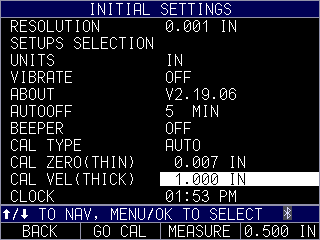 INITIAL SETTINGS
RESOLUTION 0.001 IN
SETUPS SELECTION
UNITS IN
VIBRATE OFF
ABOUT V2.19.06
AUTOOFF 5 MIN
BEEPER OFF
CAL TYPE AUTO
CAL ZERO(THIN) 0.007 IN
CAL VEL(THICK) 1.000 IN
CLOCK 01:53 PM
↑/↓ TO NAV, MENU/OK TO SELECT
BACK GO CAL MEASURE 0.500 IN